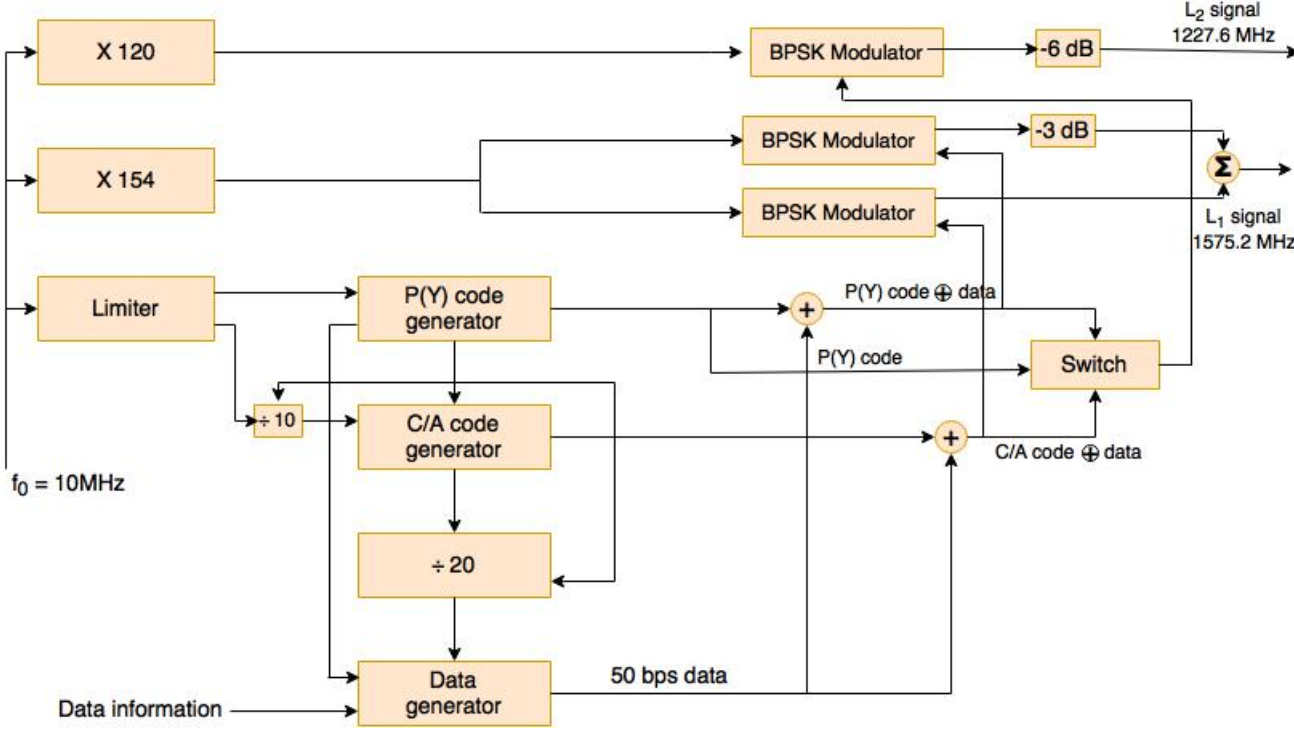 L₂ signal
1227.6 MHz
X 120
BPSK Modulator
-6 dB
-3 dB
BPSK Modulator
X 154
Σ
BPSK Modulator
L₁ signal
1575.2 MHz
Limiter
P(Y) code
generator
P(Y) code ⊕ data
+
P(Y) code
Switch
÷ 10
C/A code
generator
+
C/A code ⊕ data
f₀ = 10MHz
÷ 20
50 bps data
Data
generator
Data information